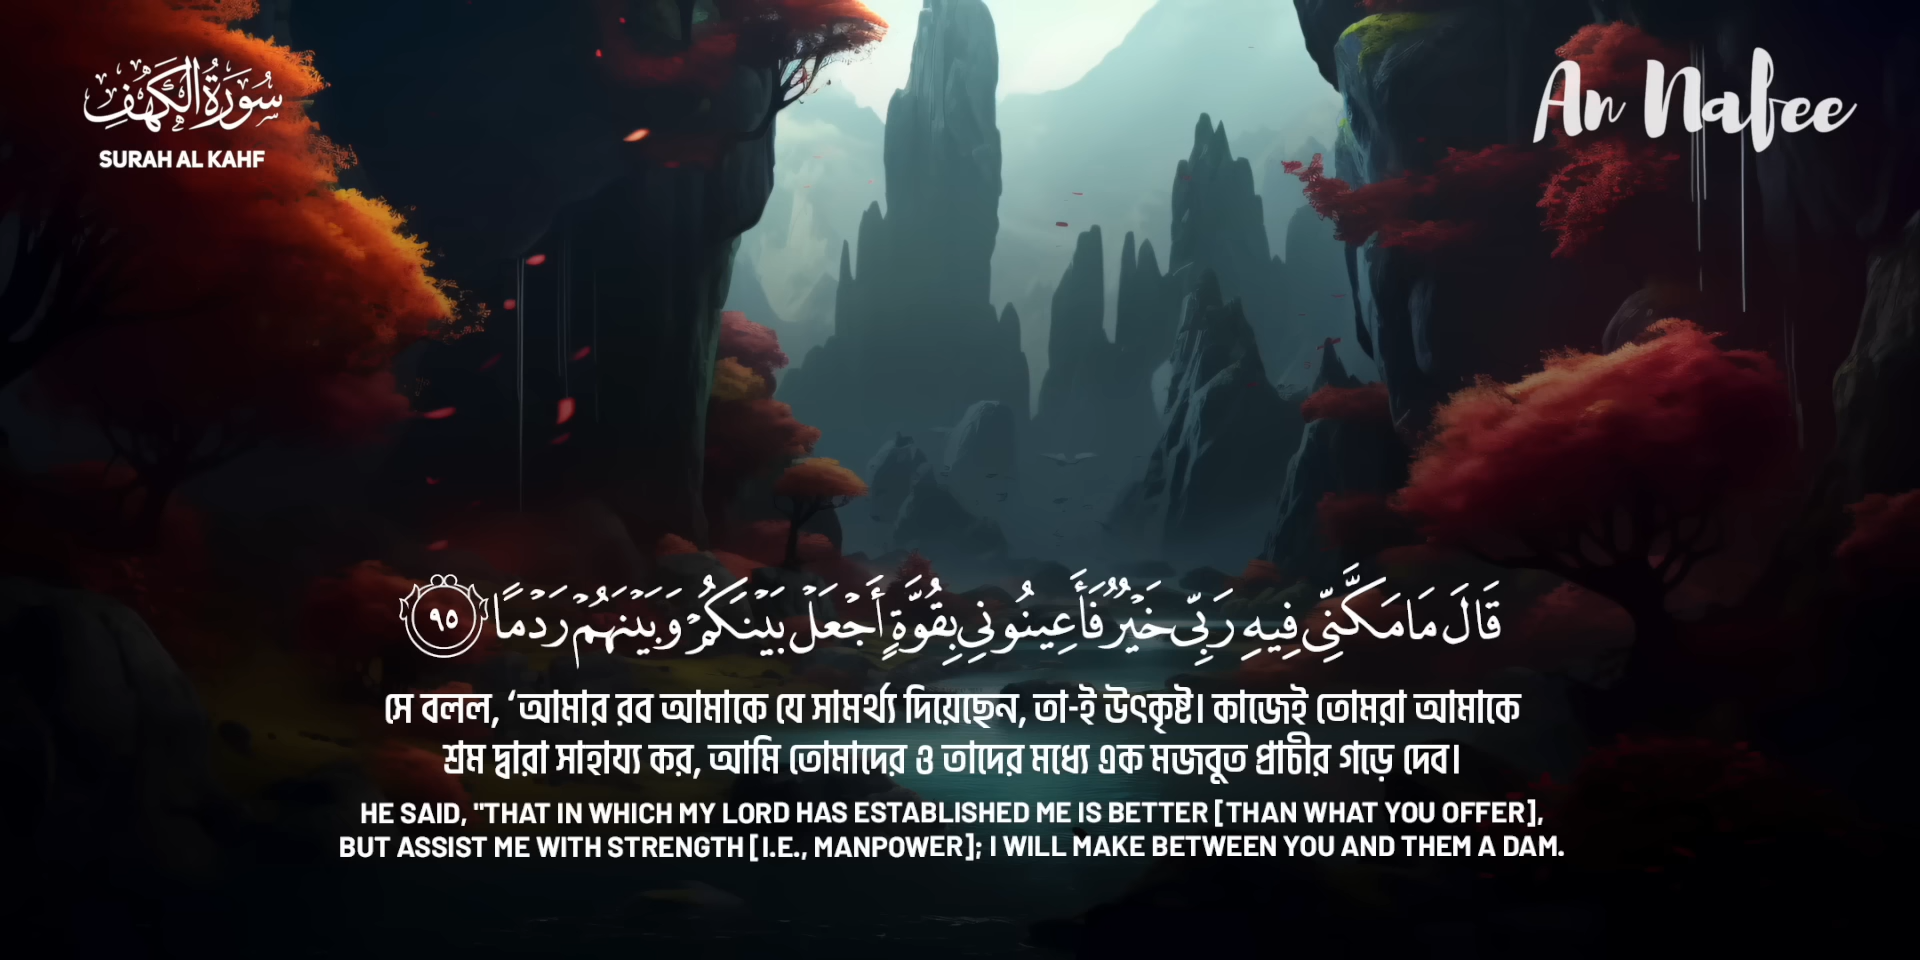 سُورَةُ الْكَهْفِ
SURAH AL KAHF
An Nafee
قَالَ مَا مَكَّنِّى فِيهِ رَبِّى خَيْرٌ فَأَعِينُونِى بِقُوَّةٍ أَجْعَلْ بَيْنَكُمْ وَبَيْنَهُمْ رَدْمًا ٩٥
সে বলল, ‘আমার রব আমাকে যে সামর্থ্য দিয়েছেন, তা-ই উৎকৃষ্ট। কাজেই তোমরা আমাকে
শ্রম দ্বারা সাহায্য কর, আমি তোমাদের ও তাদের মধ্যে এক মজবুত প্রাচীর গড়ে দেব।
HE SAID, "THAT IN WHICH MY LORD HAS ESTABLISHED ME IS BETTER [THAN WHAT YOU OFFER],
BUT ASSIST ME WITH STRENGTH [I.E., MANPOWER]; I WILL MAKE BETWEEN YOU AND THEM A DAM.